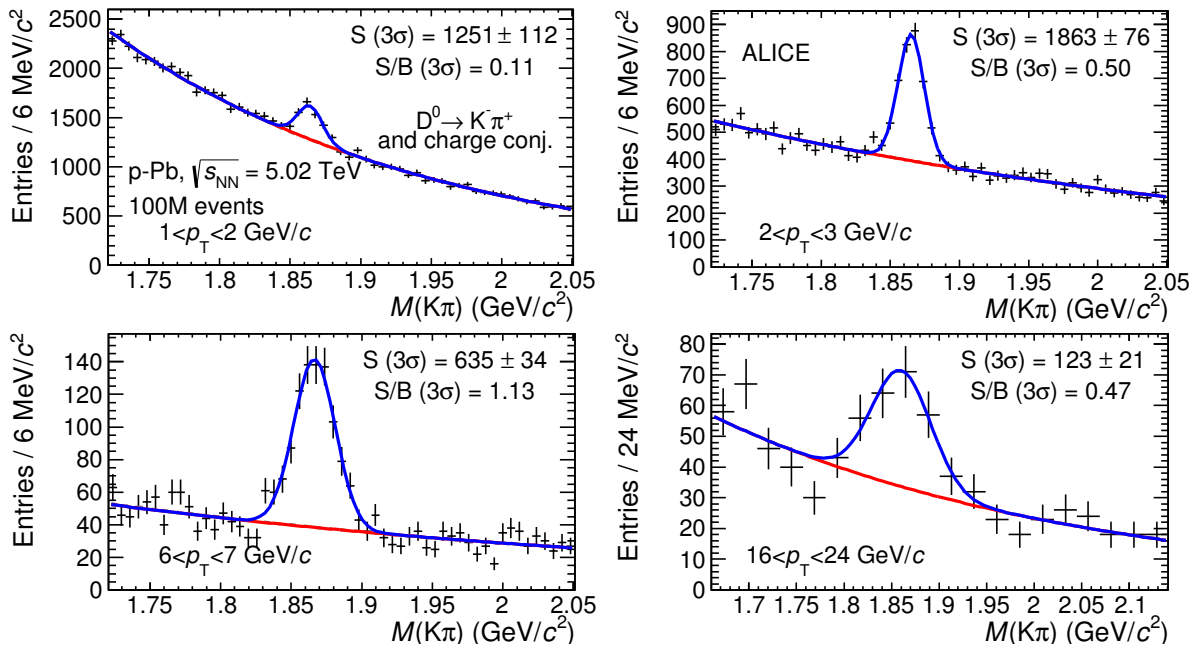 Entries / 6 MeV/c²
2500
2000
1500
1000
500
0
S (3σ) = 1251 ± 112
S/B (3σ) = 0.11
D⁰→ K⁻π⁺
and charge conj.
p-Pb, √s_NN = 5.02 TeV
100M events
1<p_T<2 GeV/c
1.75 1.8 1.85 1.9 1.95 2 2.05
M(Kπ) (GeV/c²)
Entries / 6 MeV/c²
900
800
700
600
500
400
300
200
100
0
ALICE
S (3σ) = 1863 ± 76
S/B (3σ) = 0.50
2<p_T<3 GeV/c
1.75 1.8 1.85 1.9 1.95 2 2.05
M(Kπ) (GeV/c²)
Entries / 6 MeV/c²
140
120
100
80
60
40
20
0
S (3σ) = 635 ± 34
S/B (3σ) = 1.13
6<p_T<7 GeV/c
1.75 1.8 1.85 1.9 1.95 2 2.05
M(Kπ) (GeV/c²)
Entries / 24 MeV/c²
80
70
60
50
40
30
20
10
0
S (3σ) = 123 ± 21
S/B (3σ) = 0.47
16<p_T<24 GeV/c
1.7 1.75 1.8 1.85 1.9 1.95 2 2.05 2.1
M(Kπ) (GeV/c²)